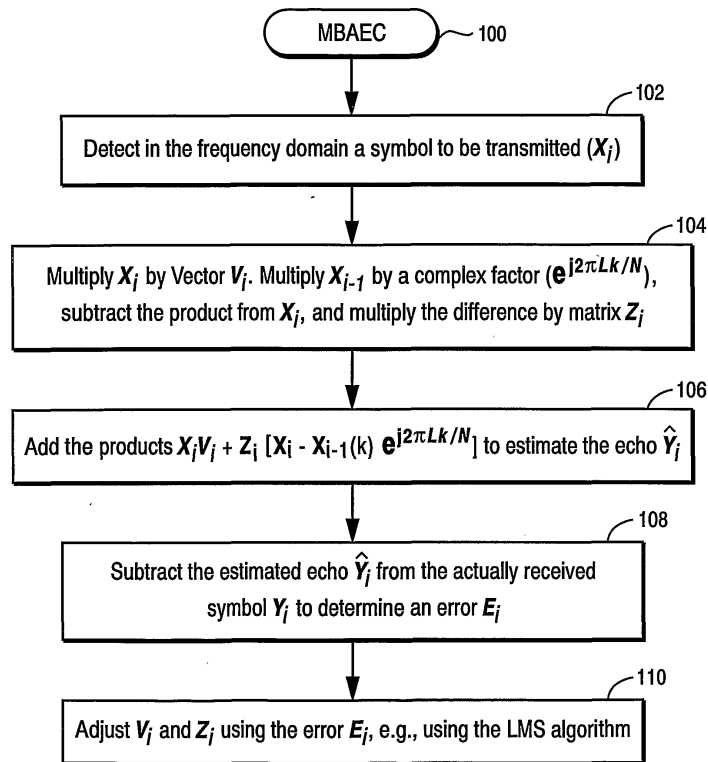 MBAEC
100
102
Detect in the frequency domain a symbol to be transmitted (Xᵢ)
104
Multiply Xᵢ by Vector Vᵢ. Multiply Xᵢ₋₁ by a complex factor (e^j2πLk/N),
subtract the product from Xᵢ, and multiply the difference by matrix Zᵢ
106
Add the products XᵢVᵢ + Zᵢ [Xᵢ - Xᵢ₋₁(k) e^j2πLk/N] to estimate the echo Ŷᵢ
108
Subtract the estimated echo Ŷᵢ from the actually received
symbol Yᵢ to determine an error Eᵢ
110
Adjust Vᵢ and Zᵢ using the error Eᵢ, e.g., using the LMS algorithm